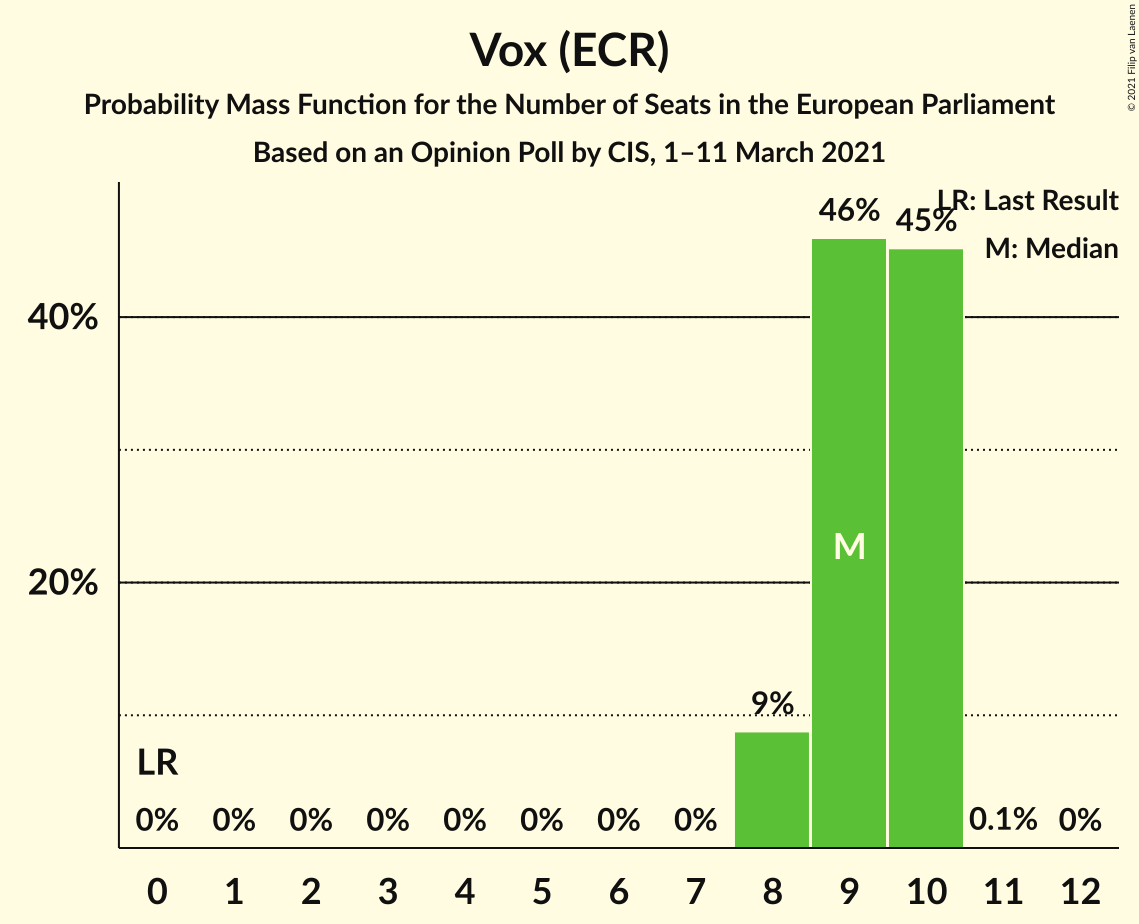 Vox (ECR)
Probability Mass Function for the Number of Seats in the European Parliament
Based on an Opinion Poll by CIS, 1–11 March 2021
© 2021 Filip van Laenen
LR: Last Result
M: Median
46%
45%
40%
M
20%
9%
LR
0% 0% 0% 0% 0% 0% 0% 0% 0.1% 0%
0 1 2 3 4 5 6 7 8 9 10 11 12